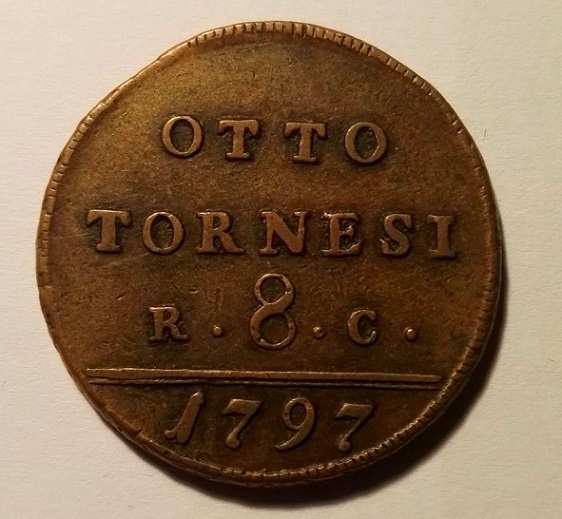 OTTO
TORNESI
R . 8 . C .
1797